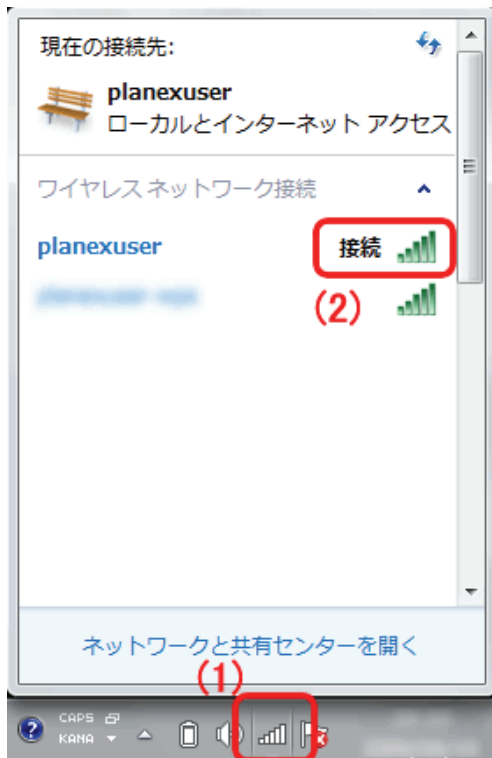 現在の接続先:
planexuser
ローカルとインターネット アクセス
ワイヤレス ネットワーク接続
planexuser 接続
(2)
ネットワークと共有センターを開く
(1)
CAPS
KANA